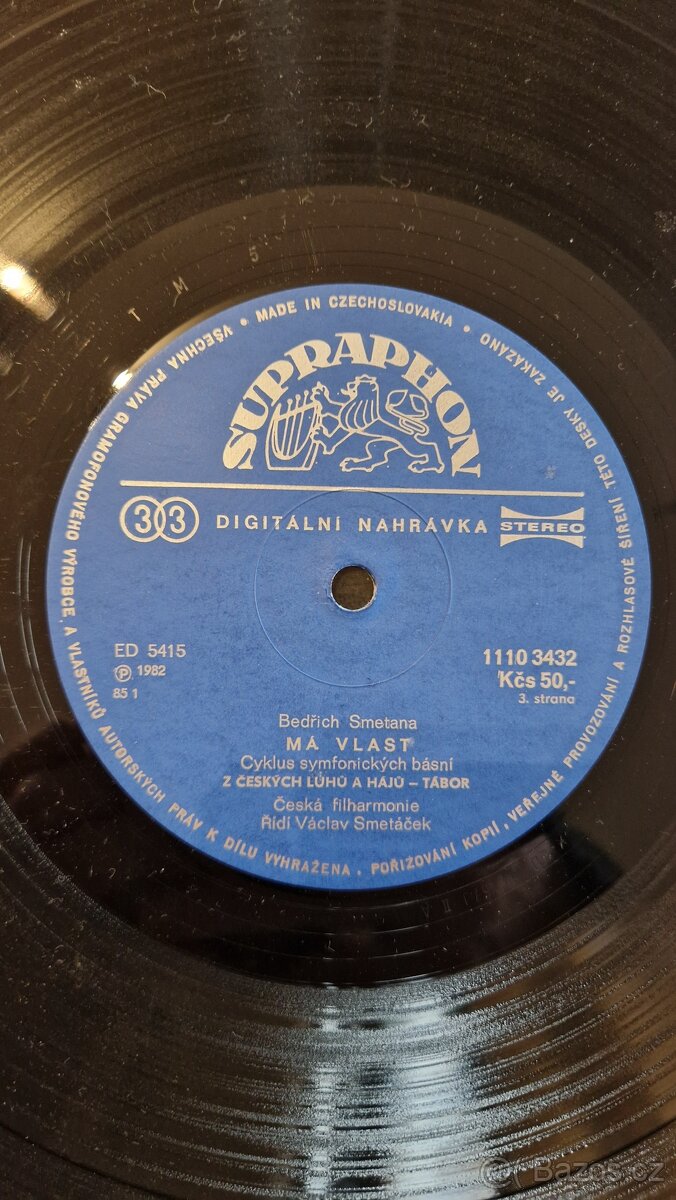 T M 5
VŠECHNA PRÁVA GRAMOFONOVÉHO VÝROBCE, A VLASTNÍKŮ AUTORSKÝCH PRÁV K DÍLU VYHRAŽENA . POŘIZOVÁNÍ KOPIÍ, VEŘEJNÉ PROVOZOVÁNÍ A ROZHLASOVÉ ŠÍŘENÍ TÉTO DESKY JE ZAKÁZÁNO • MADE IN CZECHOSLOVAKIA •
SUPRAPHON
33 DIGITÁLNÍ NAHRÁVKA STEREO
ED 5415
Ⓟ 1982
85 1
1110 3432
Kčs 50,-
3. strana
Bedřich Smetana
MÁ VLAST
Cyklus symfonických básní
Z ČESKÝCH LUHŮ A HÁJŮ – TÁBOR
Česká filharmonie
Řídí Václav Smetáček
Bazos.cz